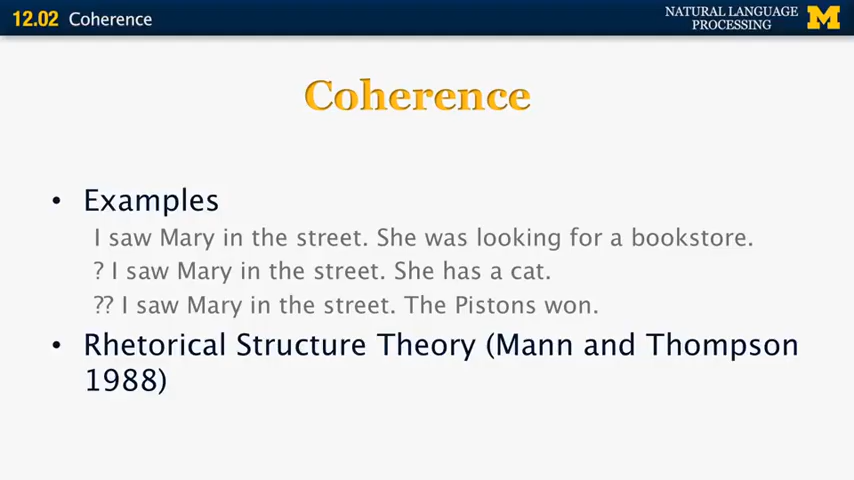 12.02 Coherence
NATURAL LANGUAGE
PROCESSING
M
Coherence
• Examples
I saw Mary in the street. She was looking for a bookstore.
? I saw Mary in the street. She has a cat.
?? I saw Mary in the street. The Pistons won.
• Rhetorical Structure Theory (Mann and Thompson
1988)